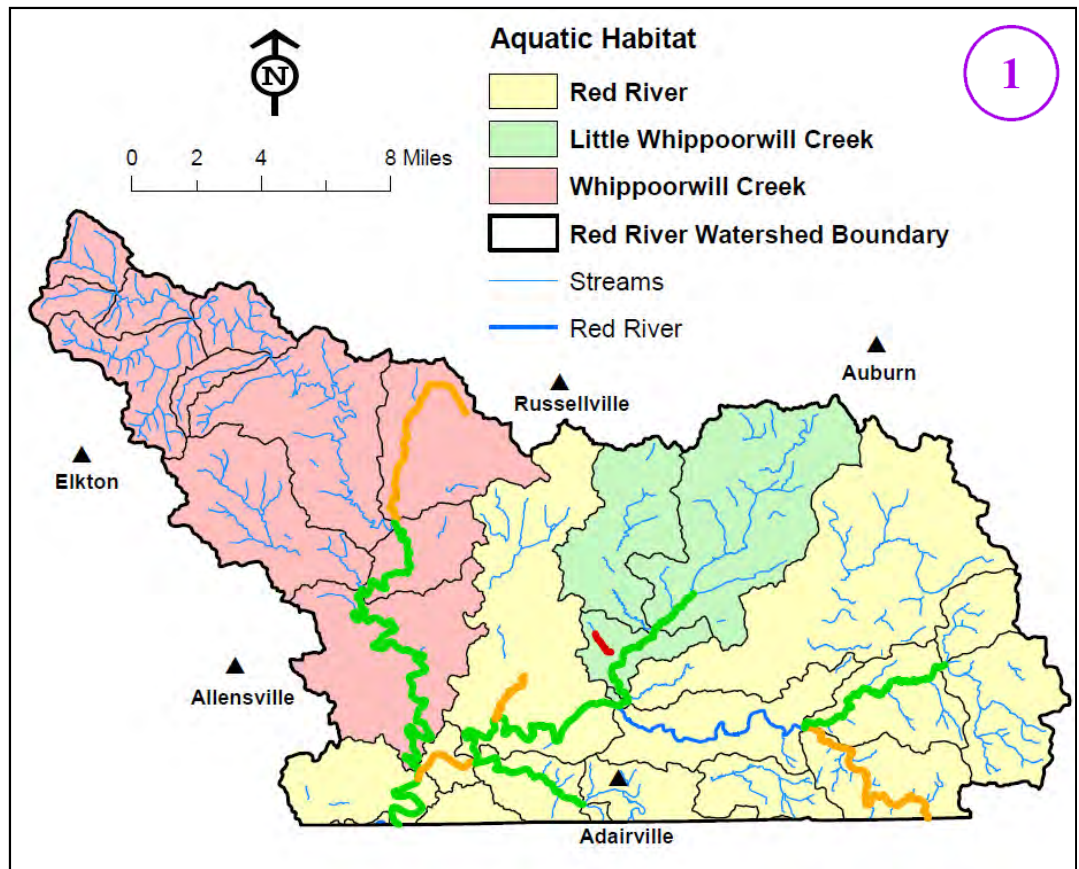 Aquatic Habitat
1
N
Red River
0 2 4 8 Miles
Little Whippoorwill Creek
Whippoorwill Creek
Red River Watershed Boundary
Streams
Red River
Auburn
Russellville
Elkton
Allensville
Adairville